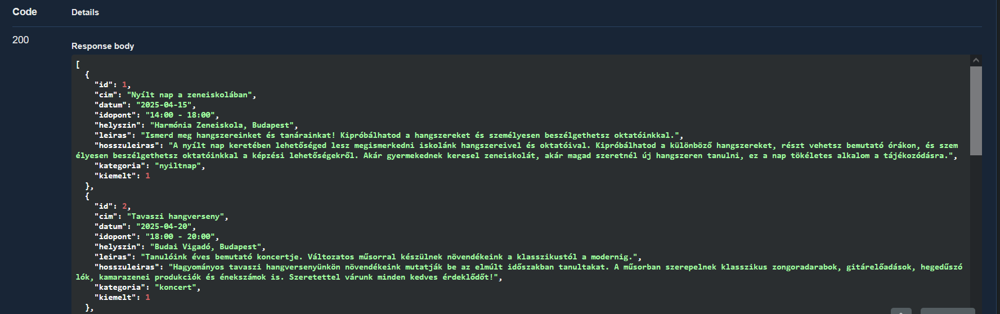 Code Details
200
Response body
[
{
"id": 1,
"cim": "Nyílt nap a zeneiskolában",
"datum": "2025-04-15",
"idopont": "14:00 - 18:00",
"helyszin": "Harmónia Zeneiskola, Budapest",
"leiras": "Ismerd meg hangszereinket és tanárainkat! Kipróbálhatod a hangszereket és személyesen beszélgethetsz oktatóinkkal.",
"hosszuleiras": "A nyílt nap keretében lehetőséged lesz megismerkedni iskolánk hangszereivel és oktatóival. Kipróbálhatod a különböző hangszereket, részt vehetsz bemutató órákon, és szem
élyesen beszélgethetsz oktatóinkkal a képzési lehetőségekről. Akár gyermekednek keresel zeneiskolát, akár magad szeretnél új hangszeren tanulni, ez a nap tökéletes alkalom a tájékozódásra.",
"kategoria": "nyiltnap",
"kiemelt": 1
},
{
"id": 2,
"cim": "Tavaszi hangverseny",
"datum": "2025-04-20",
"idopont": "18:00 - 20:00",
"helyszin": "Budai Vigadó, Budapest",
"leiras": "Tanulóink éves bemutató koncertje. Változatos műsorral készülnek növendékeink a klasszikustól a modernig.",
"hosszuleiras": "Hagyományos tavaszi hangversenyünkön növendékeink mutatják be az elmúlt időszakban tanultakat. A műsorban szerepelnek klasszikus zongoradarabok, gitárelőadások, hegedűszó
lók, kamarazenei produkciók és énekszámok is. Szeretettel várunk minden kedves érdeklődőt!",
"kategoria": "koncert",
"kiemelt": 1
},